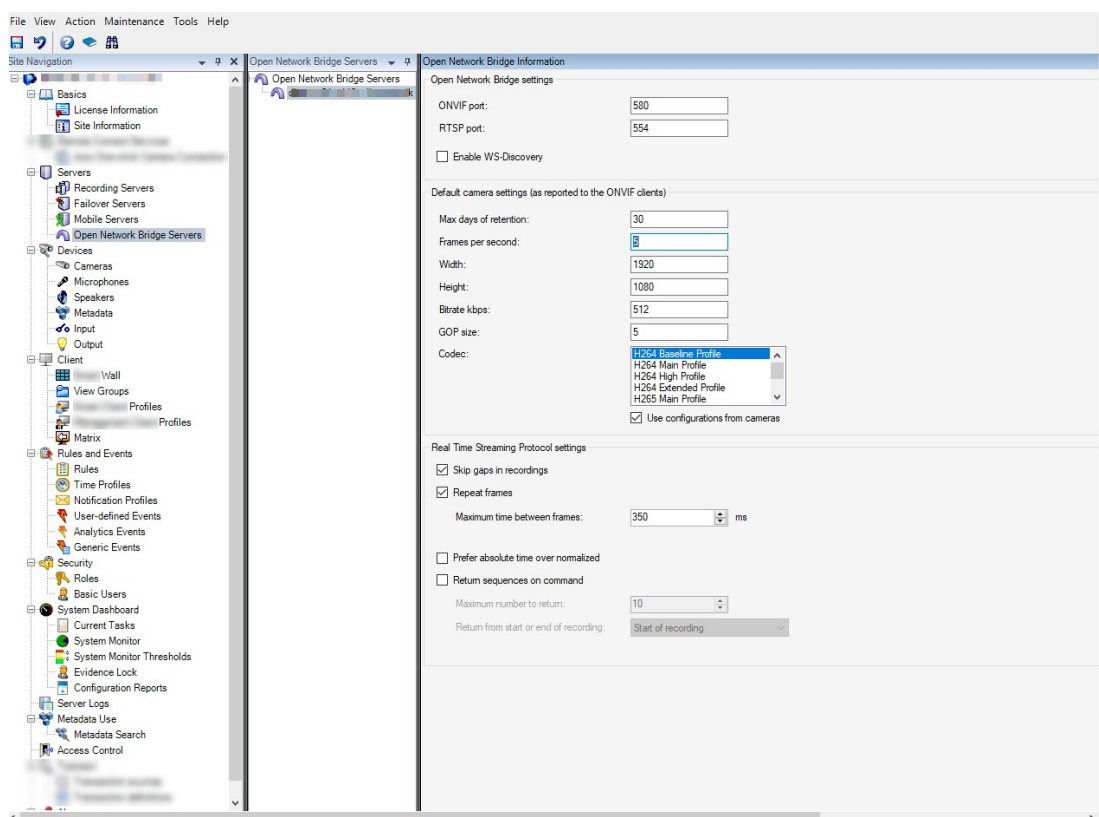 File View Action Maintenance Tools Help
Site Navigation
Basics
License Information
Site Information
Servers
Recording Servers
Failover Servers
Mobile Servers
Open Network Bridge Servers
Devices
Cameras
Microphones
Speakers
Metadata
Input
Output
Client
Wall
View Groups
Profiles
Profiles
Matrix
Rules and Events
Rules
Time Profiles
Notification Profiles
User-defined Events
Analytics Events
Generic Events
Security
Roles
Basic Users
System Dashboard
Current Tasks
System Monitor
System Monitor Thresholds
Evidence Lock
Configuration Reports
Server Logs
Metadata Use
Metadata Search
Access Control
Open Network Bridge Servers
Open Network Bridge Servers
Open Network Bridge Information
Open Network Bridge settings
ONVIF port: 580
RTSP port: 554
Enable WS-Discovery
Default camera settings (as reported to the ONVIF clients)
Max days of retention: 30
Frames per second: 5
Width: 1920
Height: 1080
Bitrate kbps: 512
GOP size: 5
Codec: H264 Baseline Profile
H264 Main Profile
H264 High Profile
H264 Extended Profile
H265 Main Profile
Use configurations from cameras
Real Time Streaming Protocol settings
Skip gaps in recordings
Repeat frames
Maximum time between frames: 350 ms
Prefer absolute time over normalized
Return sequences on command
Maximum number to return: 10
Return from start or end of recording: Start of recording